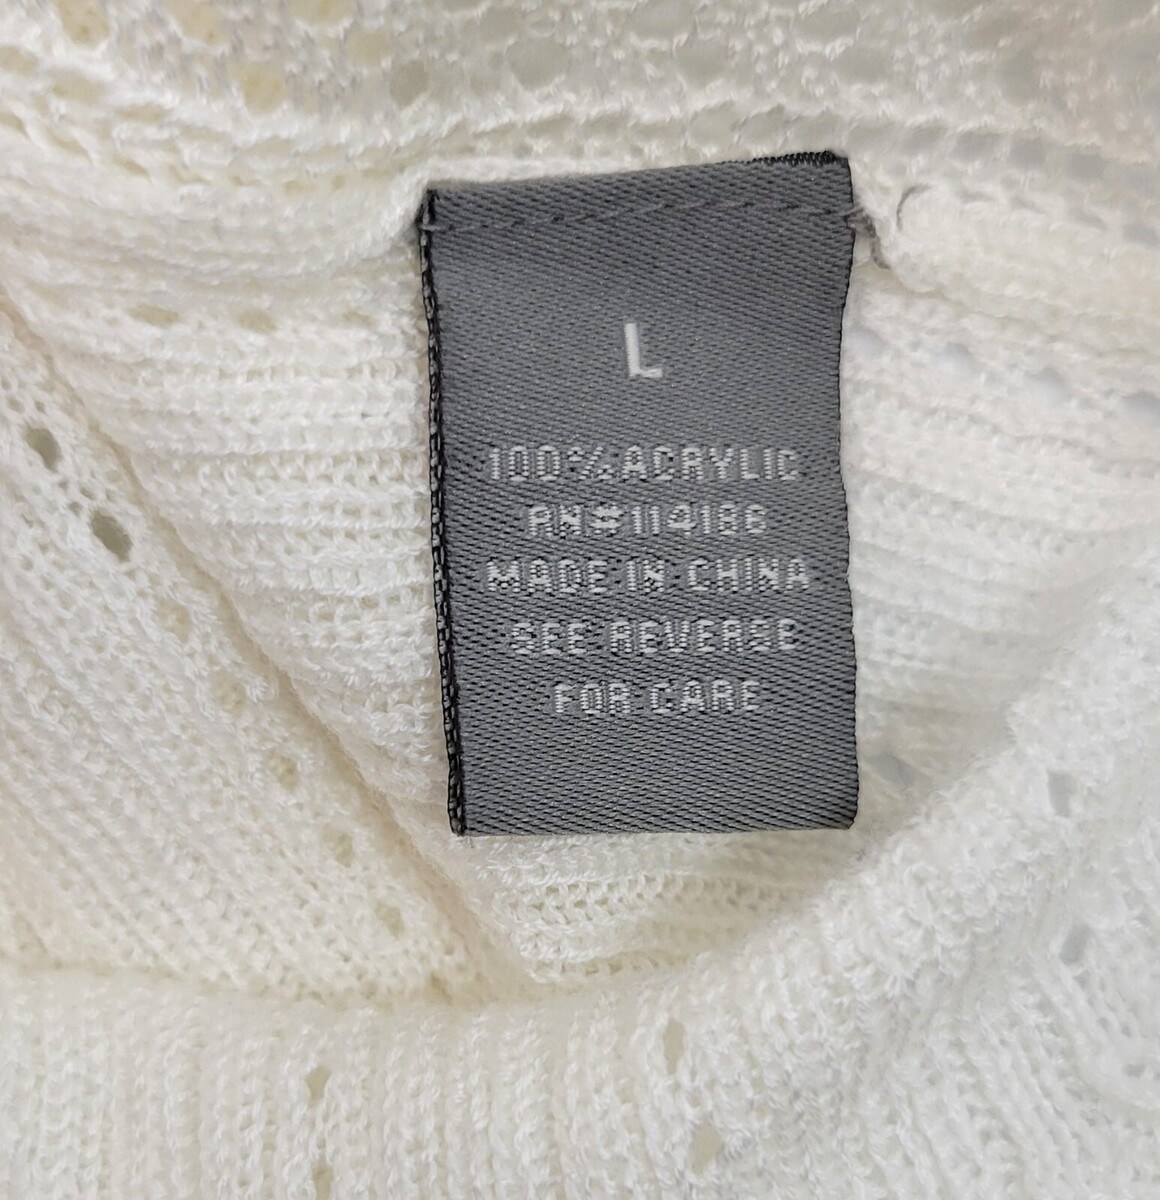 L
100% ACRYLIC
RN# 114186
MADE IN CHINA
SEE REVERSE
FOR CARE